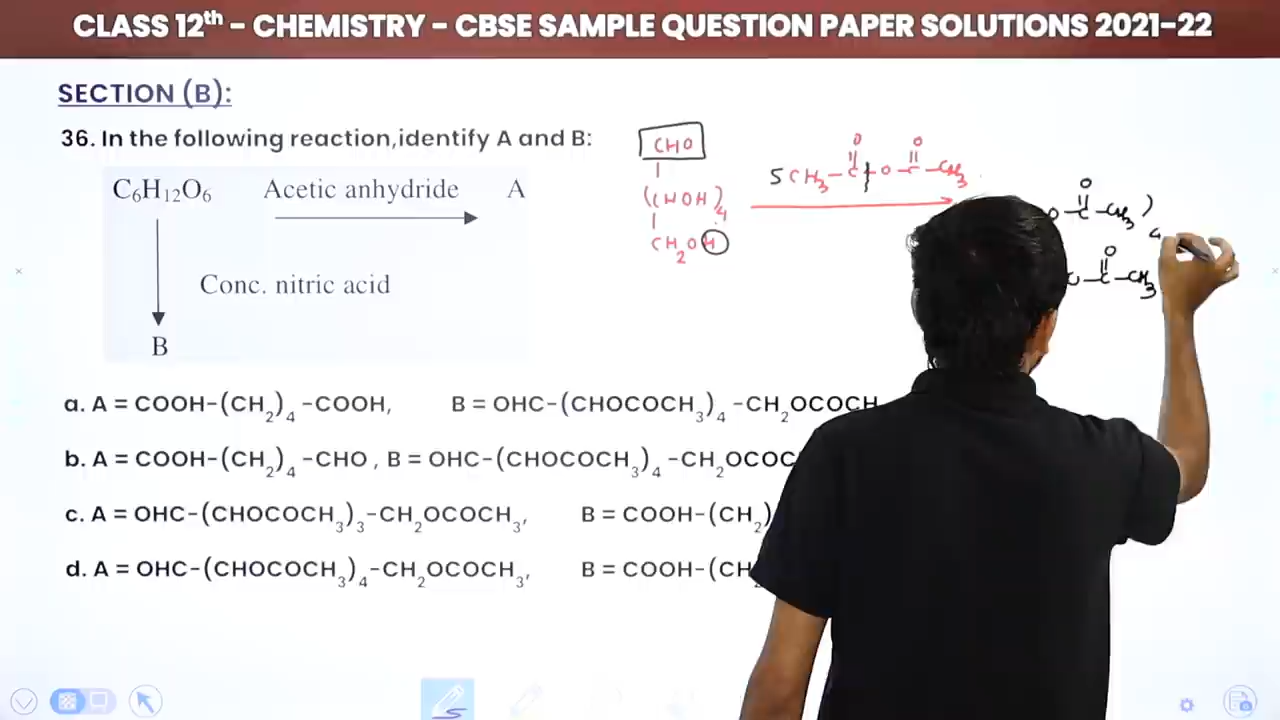 CLASS 12th - CHEMISTRY - CBSE SAMPLE QUESTION PAPER SOLUTIONS 2021-22
SECTION (B):
36. In the following reaction,identify A and B:
C₆H₁₂O₆ Acetic anhydride A
Conc. nitric acid
B
CHO
(CHOH)₄
CH₂OH
5CH₃-C-O-C-CH₃
O O
O
O-C-CH₃)₄
O
C-CH₃
a. A = COOH-(CH₂)₄ -COOH, B = OHC-(CHOCOCH₃)₄ -CH₂OCOCH
b. A = COOH-(CH₂)₄ -CHO , B = OHC-(CHOCOCH₃)₄ -CH₂OCOC
c. A = OHC-(CHOCOCH₃)₃-CH₂OCOCH₃, B = COOH-(CH₂)
d. A = OHC-(CHOCOCH₃)₄-CH₂OCOCH₃, B = COOH-(CH